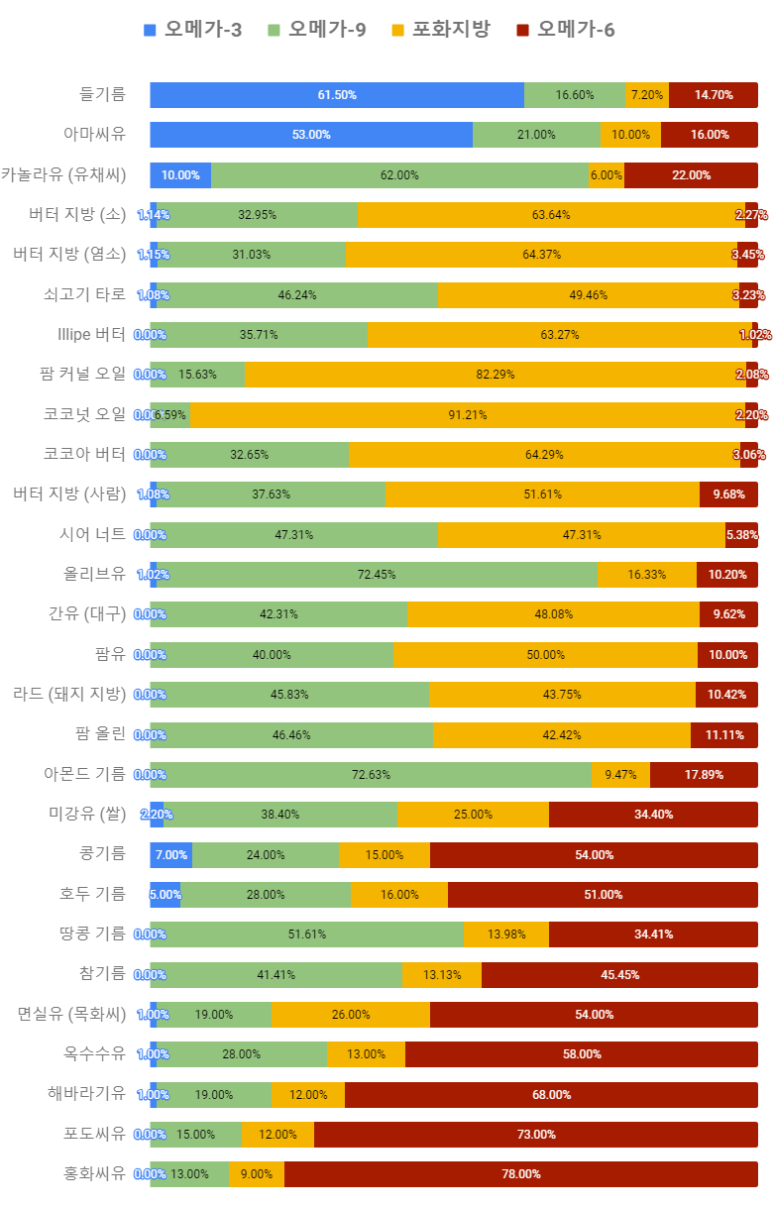 오메가-3 오메가-9 포화지방 오메가-6
들기름 61.50% 16.60% 7.20% 14.70%
아마씨유 53.00% 21.00% 10.00% 16.00%
카놀라유 (유채씨) 10.00% 62.00% 6.00% 22.00%
버터 지방 (소) 1.14% 32.95% 63.64% 2.27%
버터 지방 (염소) 1.15% 31.03% 64.37% 3.45%
쇠고기 타로 1.08% 46.24% 49.46% 3.23%
Illipe 버터 0.00% 35.71% 63.27% 1.02%
팜 커널 오일 0.00% 15.63% 82.29% 2.08%
코코넛 오일 0.00% 6.59% 91.21% 2.20%
코코아 버터 0.00% 32.65% 64.29% 3.06%
버터 지방 (사람) 1.08% 37.63% 51.61% 9.68%
시어 너트 0.00% 47.31% 47.31% 5.38%
올리브유 1.02% 72.45% 16.33% 10.20%
간유 (대구) 0.00% 42.31% 48.08% 9.62%
팜유 0.00% 40.00% 50.00% 10.00%
라드 (돼지 지방) 0.00% 45.83% 43.75% 10.42%
팜 올린 0.00% 46.46% 42.42% 11.11%
아몬드 기름 0.00% 72.63% 9.47% 17.89%
미강유 (쌀) 2.20% 38.40% 25.00% 34.40%
콩기름 7.00% 24.00% 15.00% 54.00%
호두 기름 5.00% 28.00% 16.00% 51.00%
땅콩 기름 0.00% 51.61% 13.98% 34.41%
참기름 0.00% 41.41% 13.13% 45.45%
면실유 (목화씨) 1.00% 19.00% 26.00% 54.00%
옥수수유 1.00% 28.00% 13.00% 58.00%
해바라기유 1.00% 19.00% 12.00% 68.00%
포도씨유 0.00% 15.00% 12.00% 73.00%
홍화씨유 0.00% 13.00% 9.00% 78.00%